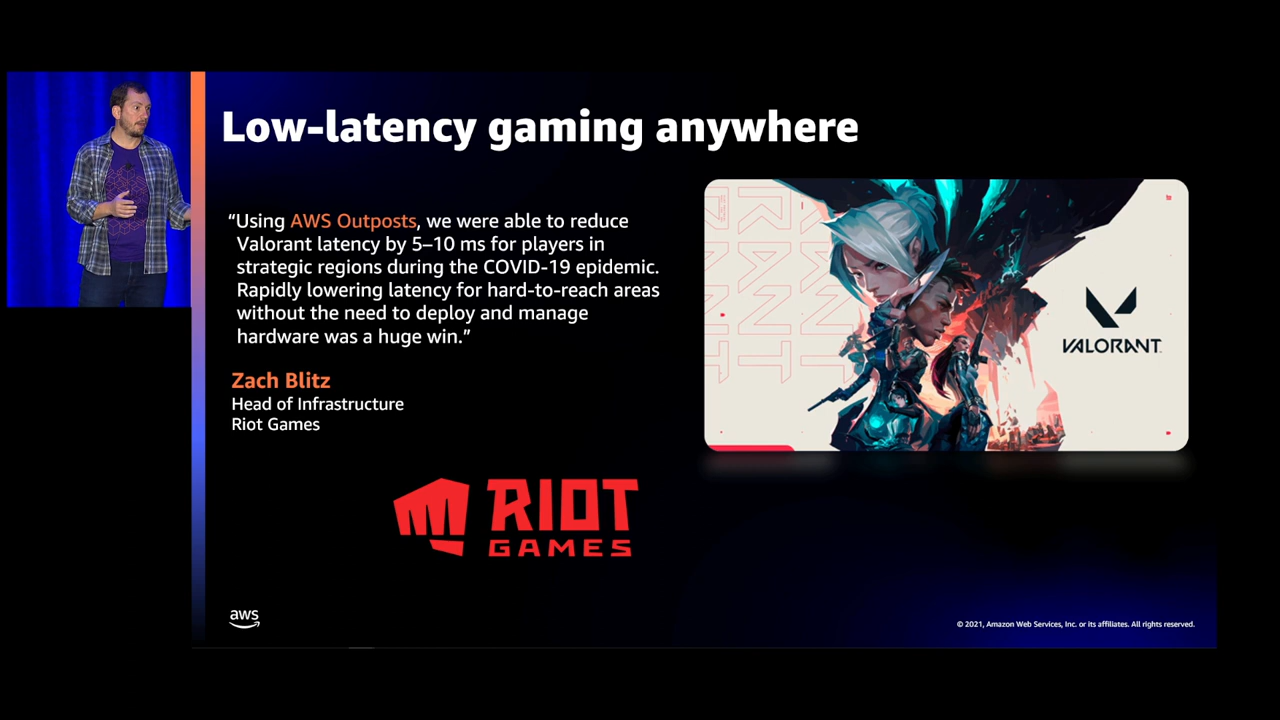 Low-latency gaming anywhere
“Using AWS Outposts, we were able to reduce
Valorant latency by 5–10 ms for players in
strategic regions during the COVID-19 epidemic.
Rapidly lowering latency for hard-to-reach areas
without the need to deploy and manage
hardware was a huge win.”
Zach Blitz
Head of Infrastructure
Riot Games
VALORANT
RIOT
GAMES
aws
© 2021, Amazon Web Services, Inc. or its affiliates. All rights reserved.